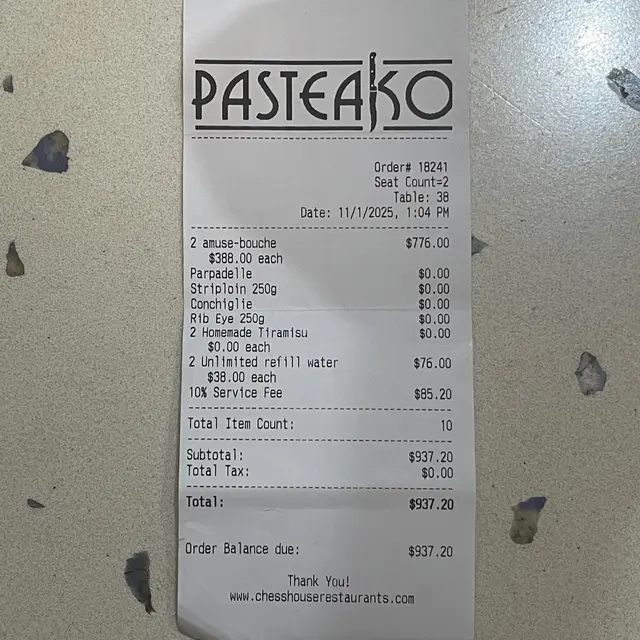 PASTEAKO
Order# 18241
Seat Count=2
Table: 38
Date: 11/1/2025, 1:04 PM
2 amuse-bouche $776.00
$388.00 each
Parpadelle $0.00
Striploin 250g $0.00
Conchiglie $0.00
Rib Eye 250g $0.00
2 Homemade Tiramisu $0.00
$0.00 each
2 Unlimited refill water $76.00
$38.00 each
10% Service Fee $85.20
Total Item Count: 10
Subtotal: $937.20
Total Tax: $0.00
Total: $937.20
Order Balance due: $937.20
Thank You!
www.chesshouserestaurants.com